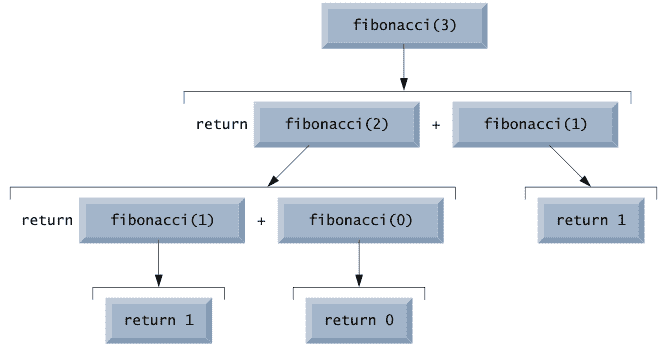 fibonacci(3)
return fibonacci(2) + fibonacci(1)
return fibonacci(1) + fibonacci(0) return 1
return 1 return 0